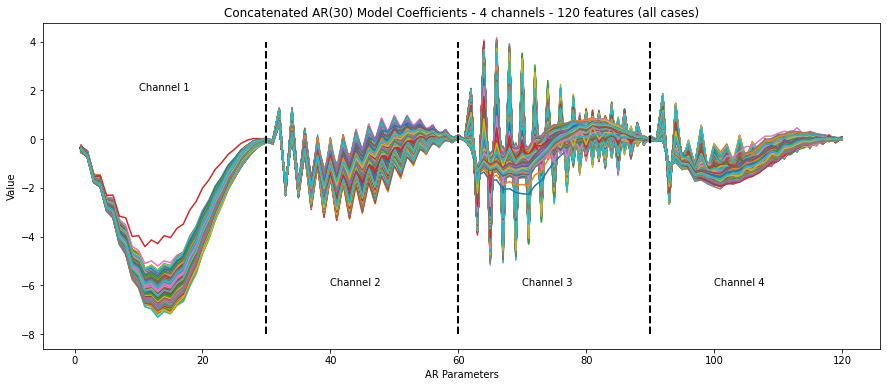 Concatenated AR(30) Model Coefficients - 4 channels - 120 features (all cases)
4
2
0
−2
−4
−6
−8
Value
Channel 1
Channel 2
Channel 3
Channel 4
0
20
40
60
80
100
120
AR Parameters